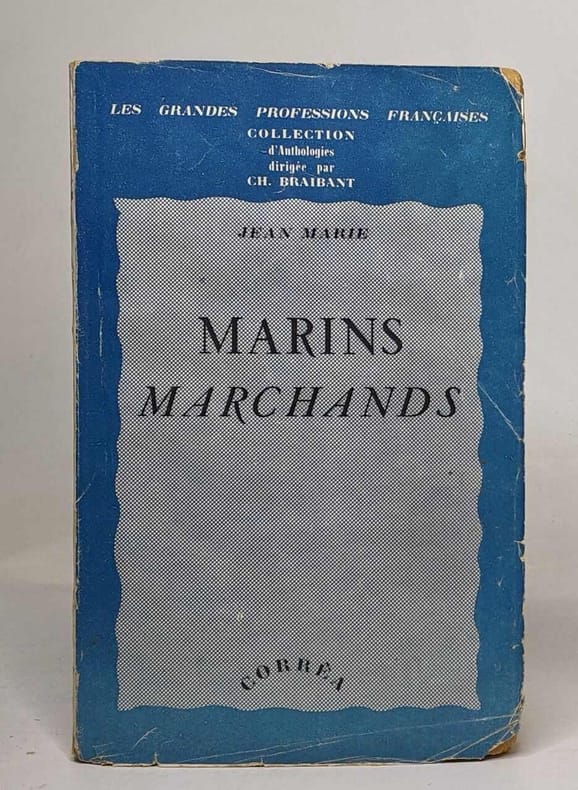 LES GRANDES PROFESSIONS FRANÇAISES
COLLECTION
d'Anthologies
dirigée par
CH. BRAIBANT
JEAN MARIE
MARINS
MARCHANDS
CORRÊA